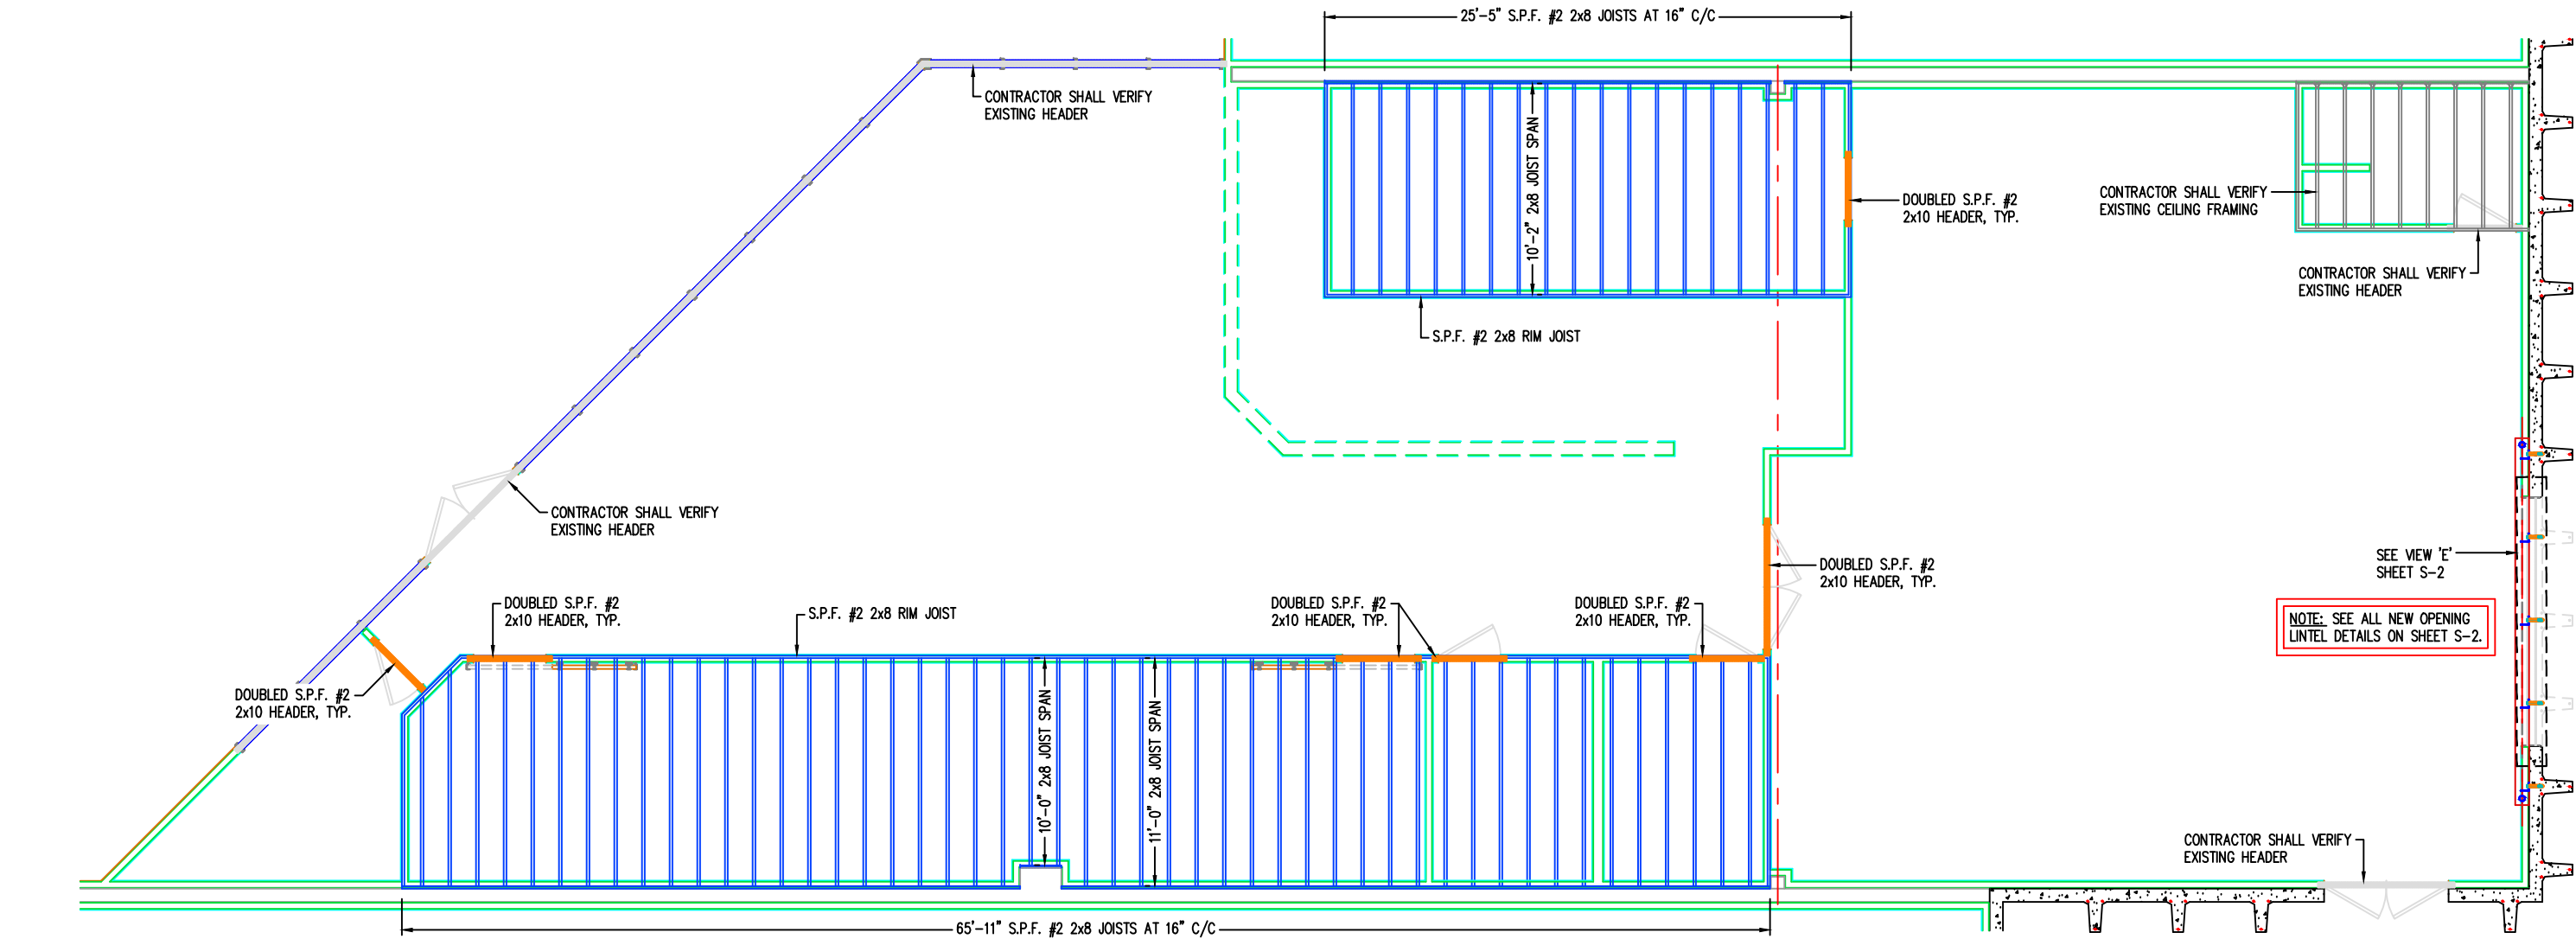 25'-5" S.P.F. #2 2x8 JOISTS AT 16" C/C
CONTRACTOR SHALL VERIFY
EXISTING HEADER
10'-2" 2x8 JOIST SPAN
DOUBLED S.P.F. #2
2x10 HEADER, TYP.
CONTRACTOR SHALL VERIFY
EXISTING CEILING FRAMING
CONTRACTOR SHALL VERIFY
EXISTING HEADER
S.P.F. #2 2x8 RIM JOIST
CONTRACTOR SHALL VERIFY
EXISTING HEADER
SEE VIEW 'E'
SHEET S-2
DOUBLED S.P.F. #2
2x10 HEADER, TYP.
DOUBLED S.P.F. #2
2x10 HEADER, TYP.
S.P.F. #2 2x8 RIM JOIST
DOUBLED S.P.F. #2
2x10 HEADER, TYP.
DOUBLED S.P.F. #2
2x10 HEADER, TYP.
NOTE: SEE ALL NEW OPENING
LINTEL DETAILS ON SHEET S-2.
DOUBLED S.P.F. #2
2x10 HEADER, TYP.
10'-0" 2x8 JOIST SPAN
11'-0" 2x8 JOIST SPAN
CONTRACTOR SHALL VERIFY
EXISTING HEADER
65'-11" S.P.F. #2 2x8 JOISTS AT 16" C/C